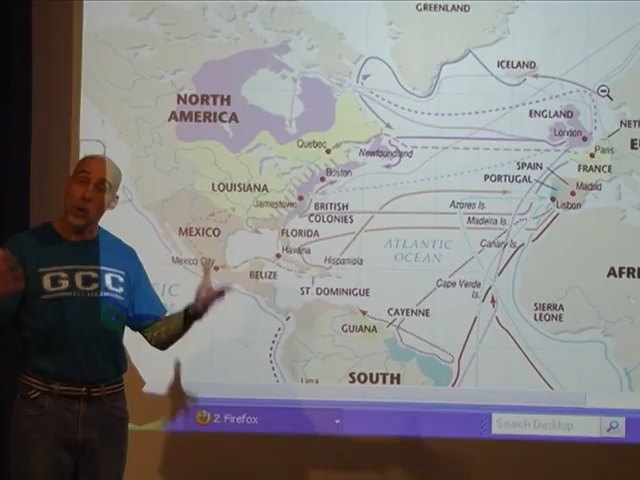 GREENLAND
ICELAND
NORTH
AMERICA
ENGLAND
London
Quebec
Newfoundland
Paris
FRANCE
SPAIN
PORTUGAL
Madrid
Lisbon
Boston
LOUISIANA
Jamestown
BRITISH
COLONIES
Azores Is.
Madeira Is.
MEXICO
FLORIDA
Havana
ATLANTIC
OCEAN
Canary Is.
Mexico City
BELIZE
Hispaniola
ST. DOMINIGUE
Cape Verde
Is.
CAYENNE
GUIANA
SIERRA
LEONE
Lima
SOUTH
GCC
2 Firefox
Search Desktop